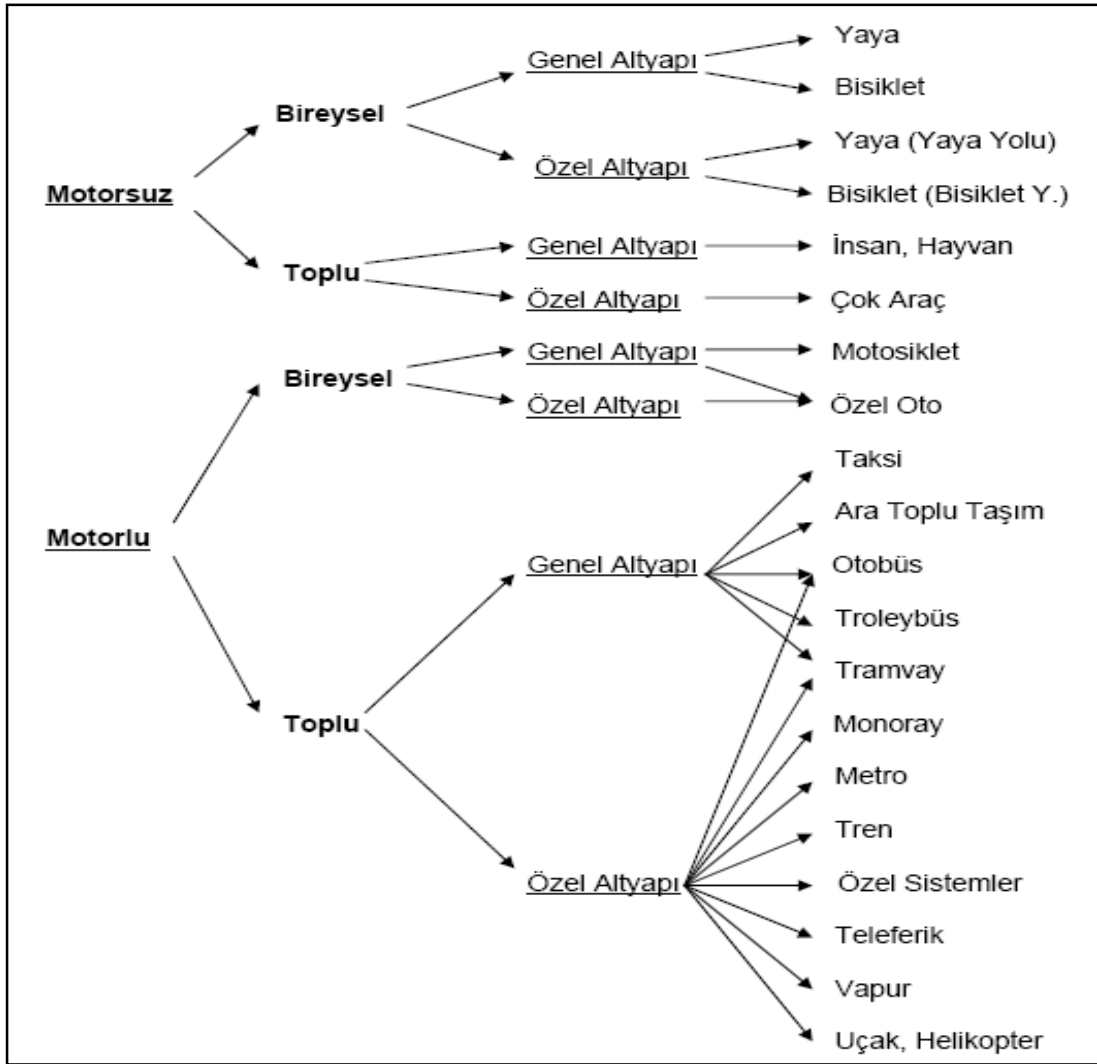 Yaya
Genel Altyapı
Bisiklet
Bireysel
Yaya (Yaya Yolu)
Özel Altyapı
Motorsuz
Bisiklet (Bisiklet Y.)
Genel Altyapı
İnsan, Hayvan
Toplu
Özel Altyapı
Çok Araç
Genel Altyapı
Motosiklet
Bireysel
Özel Altyapı
Özel Oto
Taksi
Ara Toplu Taşım
Motorlu
Genel Altyapı
Otobüs
Troleybüs
Tramvay
Toplu
Monoray
Metro
Tren
Özel Altyapı
Özel Sistemler
Teleferik
Vapur
Uçak, Helikopter